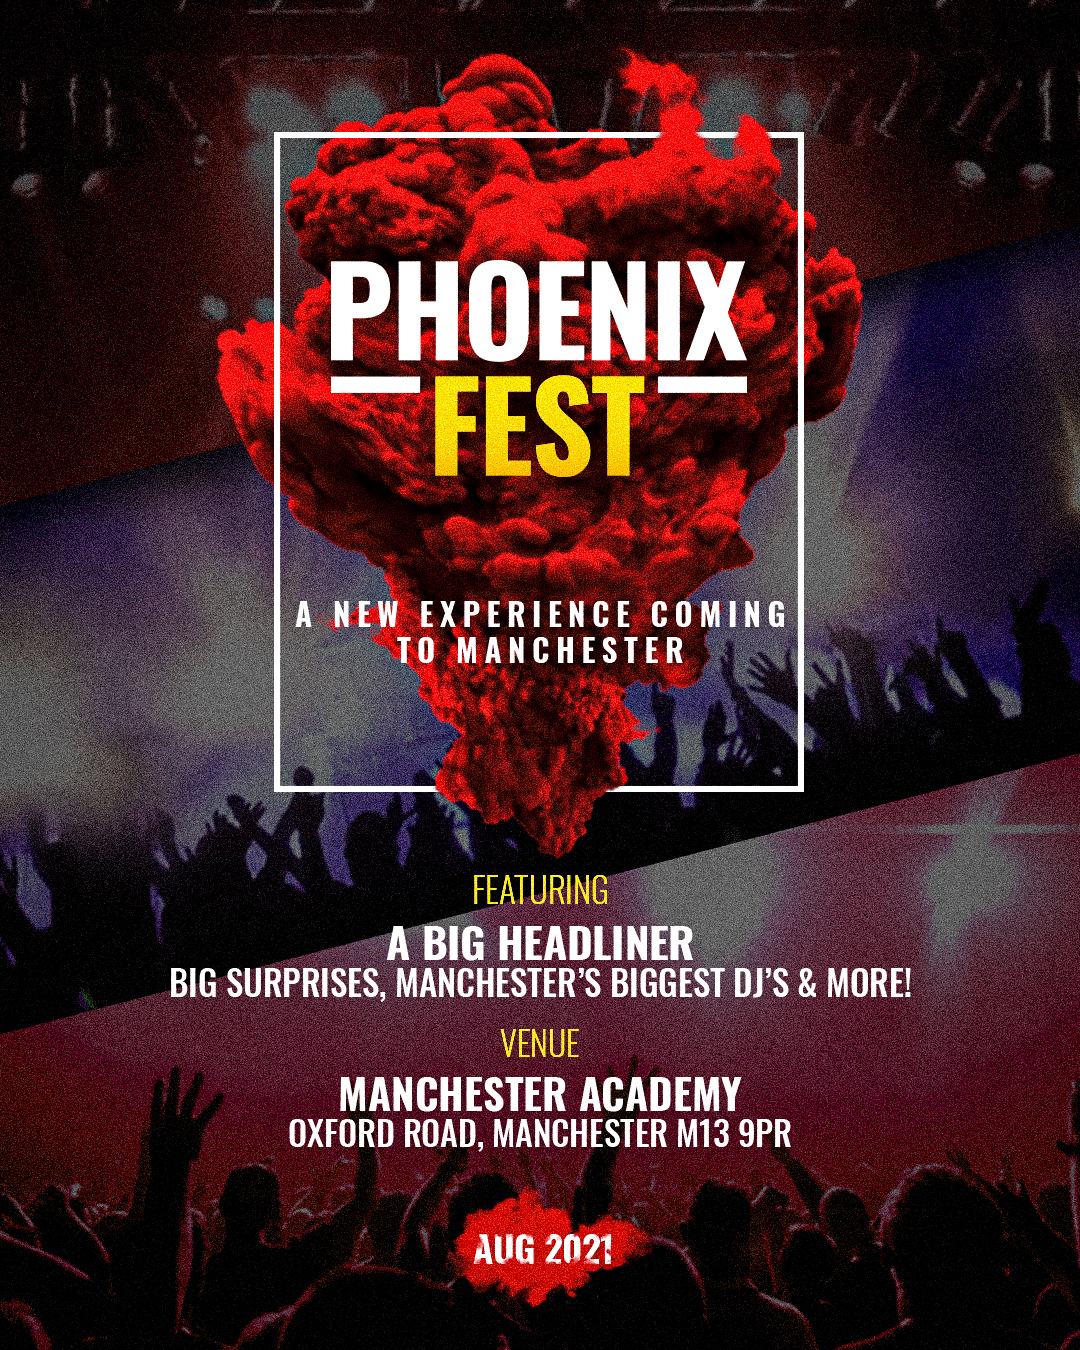 PHOENIX
FEST
A NEW EXPERIENCE COMING
TO MANCHESTER
FEATURING
A BIG HEADLINER
BIG SURPRISES, MANCHESTER'S BIGGEST DJ'S & MORE!
VENUE
MANCHESTER ACADEMY
OXFORD ROAD, MANCHESTER M13 9PR
AUG 2021